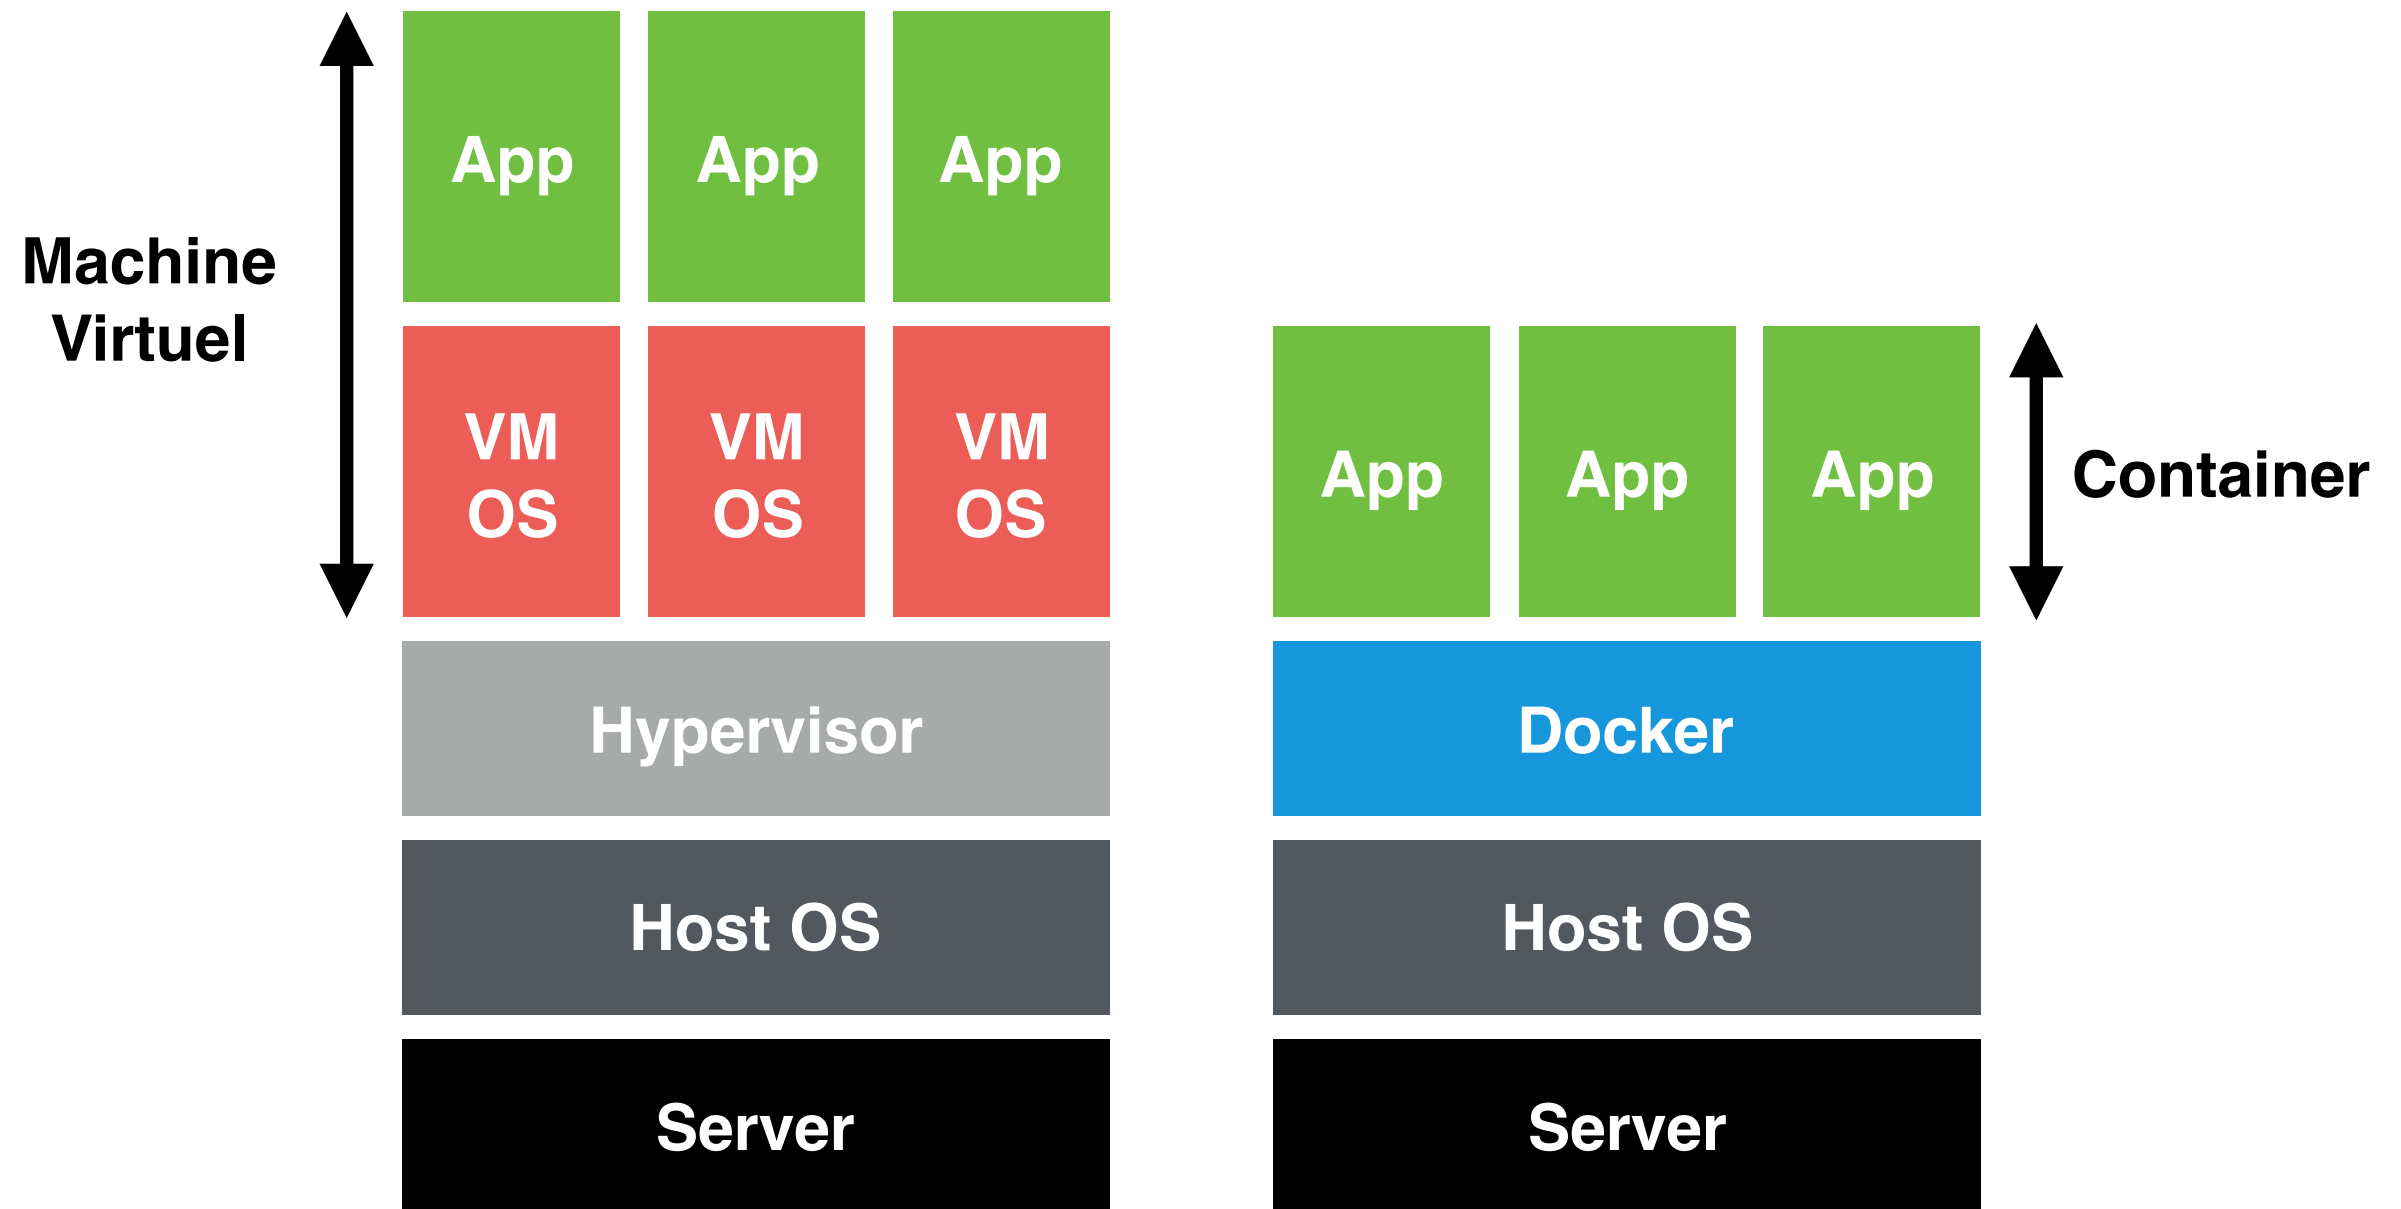 App
App
App
Machine
Virtuel
VM
OS
VM
OS
VM
OS
App
App
App
Container
Hypervisor
Docker
Host OS
Host OS
Server
Server